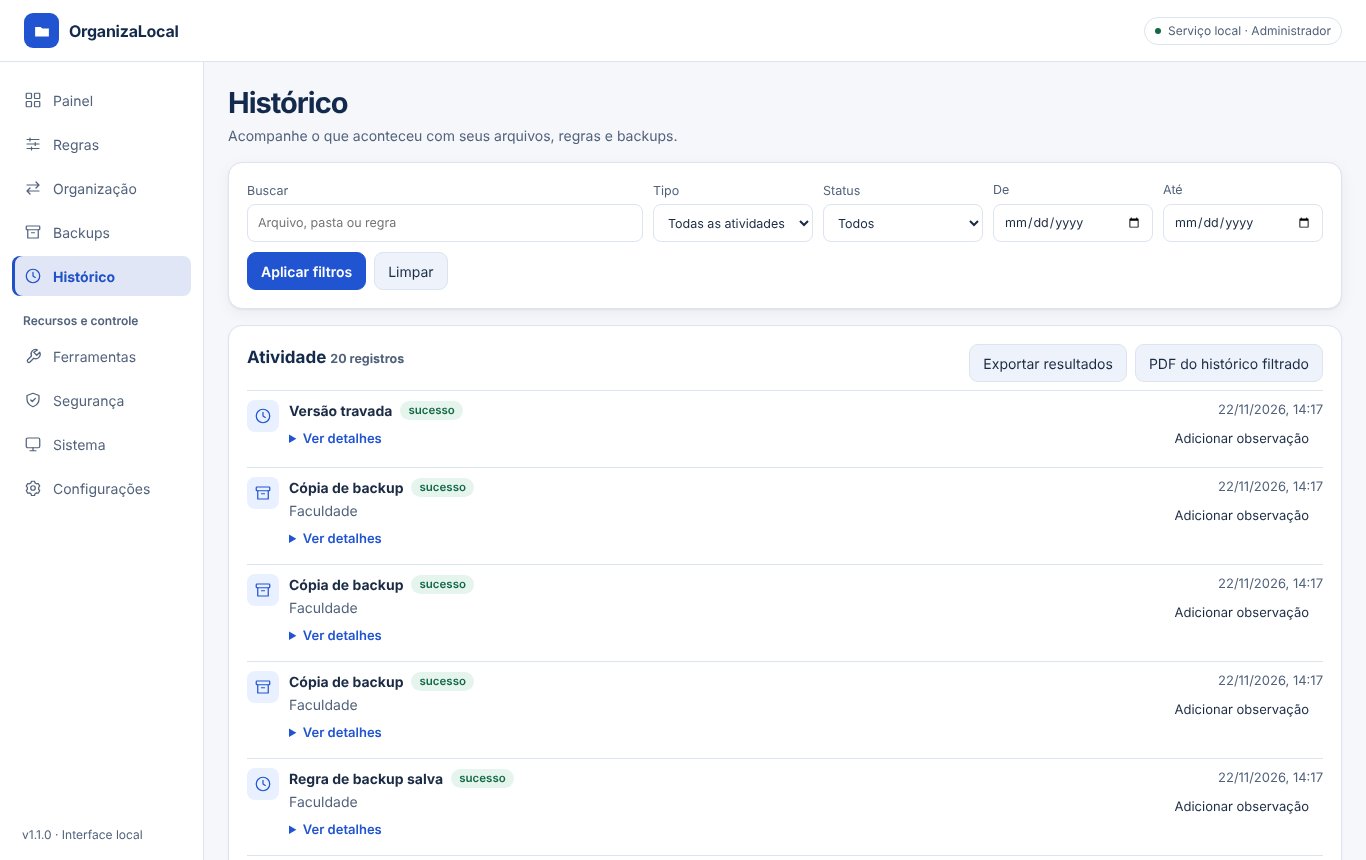 OrganizaLocal
Serviço local · Administrador
Painel
Regras
Organização
Backups
Histórico
Recursos e controle
Ferramentas
Segurança
Sistema
Configurações
v1.1.0 · Interface local
Histórico
Acompanhe o que aconteceu com seus arquivos, regras e backups.
Buscar
Arquivo, pasta ou regra
Tipo
Todas as atividades
Status
Todos
De
mm/dd/yyyy
Até
mm/dd/yyyy
Aplicar filtros
Limpar
Atividade 20 registros
Exportar resultados
PDF do histórico filtrado
Versão travada sucesso
22/11/2026, 14:17
Ver detalhes
Adicionar observação
Cópia de backup sucesso
22/11/2026, 14:17
Faculdade
Adicionar observação
Ver detalhes
Cópia de backup sucesso
22/11/2026, 14:17
Faculdade
Adicionar observação
Ver detalhes
Cópia de backup sucesso
22/11/2026, 14:17
Faculdade
Adicionar observação
Ver detalhes
Regra de backup salva sucesso
22/11/2026, 14:17
Faculdade
Adicionar observação
Ver detalhes